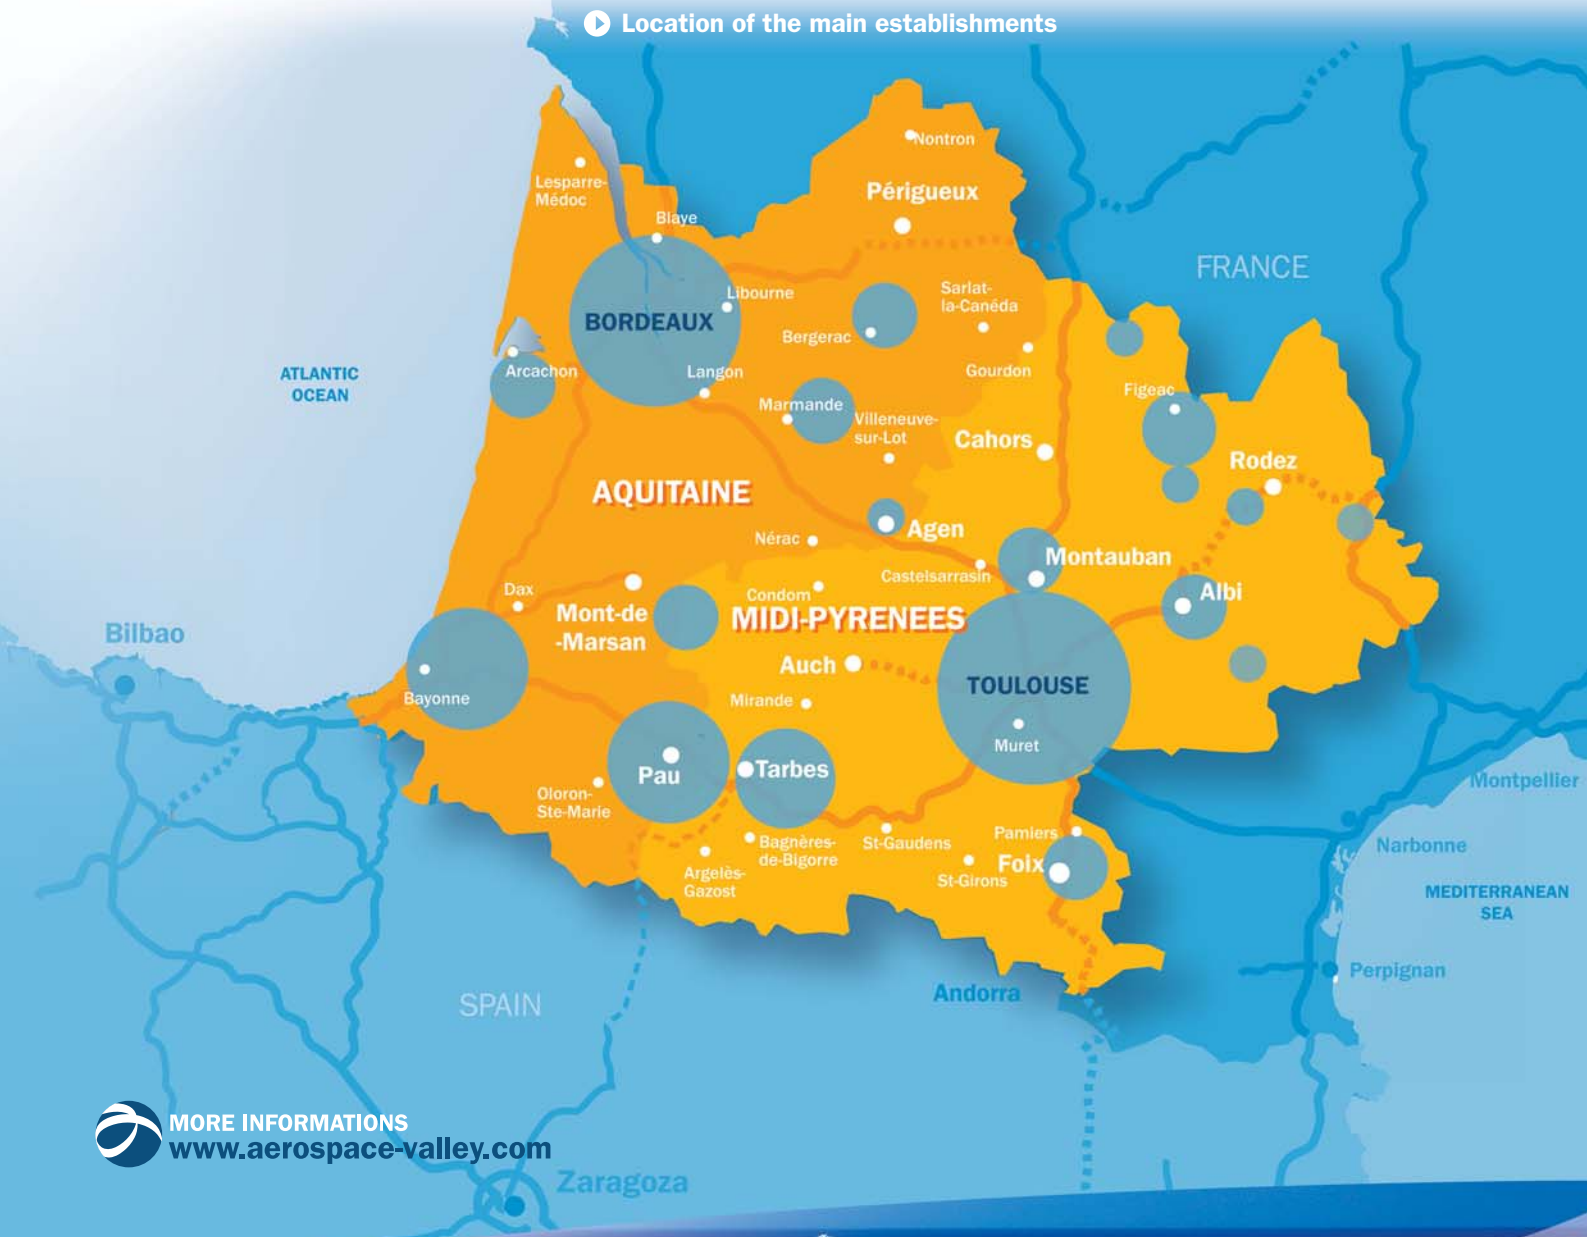 Location of the main establishments
Nontron
Lesparre-
Médoc
Périgueux
Blaye
FRANCE
Libourne
Sarlat-
la-Canéda
BORDEAUX
Bergerac
ATLANTIC
OCEAN
Arcachon
Langon
Gourdon
Figeac
Marmande
Villeneuve-
sur-Lot
Cahors
Rodez
AQUITAINE
Agen
Nérac
Montauban
Castelsarrasin
Dax
Condom
Albi
Mont-de
-Marsan
MIDI-PYRENEES
Bilbao
Auch
TOULOUSE
Bayonne
Mirande
Muret
Pau
Tarbes
Montpellier
Oloron-
Ste-Marie
Pamiers
Bagnères-
de-Bigorre
St-Gaudens
Narbonne
Foix
Argelès-
Gazost
St-Girons
MEDITERRANEAN
SEA
Perpignan
Andorra
SPAIN
MORE INFORMATIONS
www.aerospace-valley.com
Zaragoza